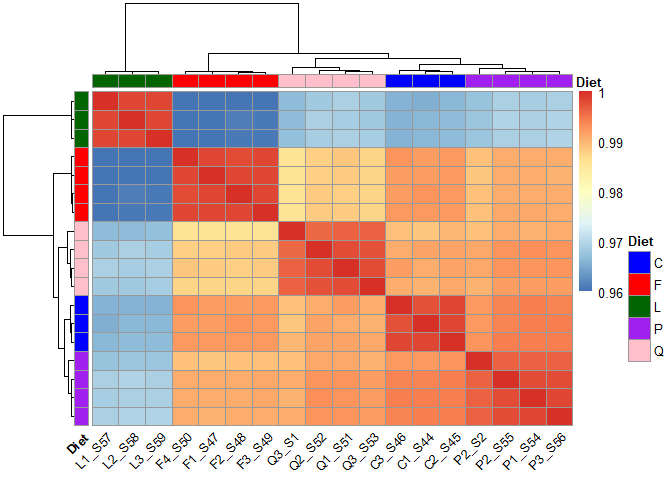 Diet
1
0.99
0.98
0.97
0.96
Diet
C
F
L
P
Q
Diet
L1_S57
L2_S58
L3_S59
F4_S50
F1_S47
F2_S48
F3_S49
Q3_S1
Q2_S52
Q1_S51
Q3_S53
C3_S46
C1_S44
C2_S45
P2_S2
P2_S55
P1_S54
P3_S56